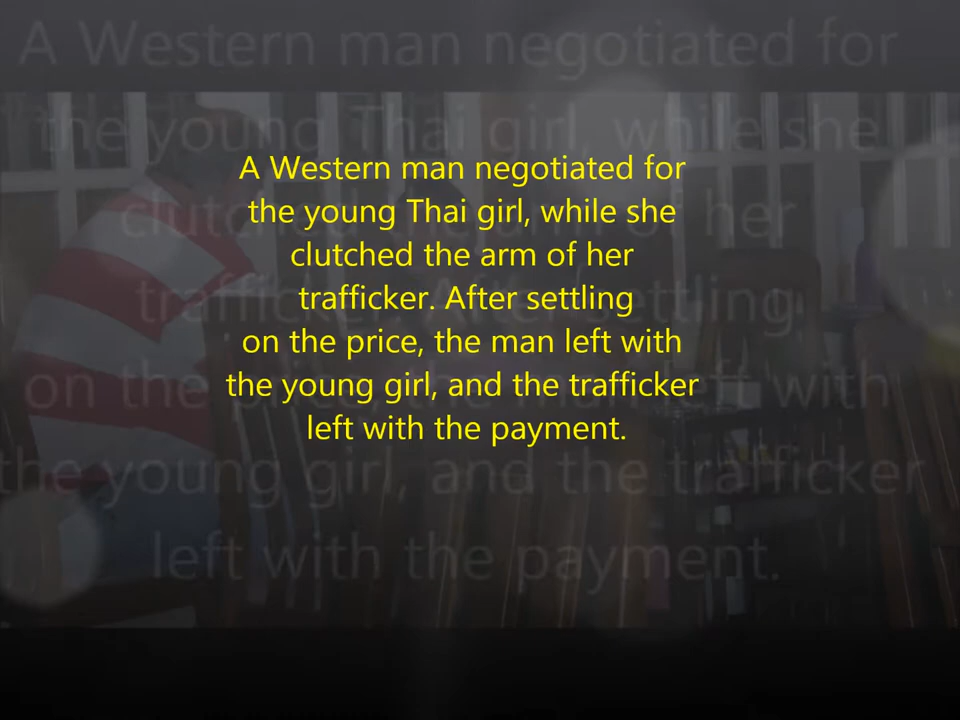 A Western man negotiated for
the young Thai girl, while she
clutched the arm of her
trafficker. After settling
on the price, the man left with
the young girl, and the trafficker
left with the payment.